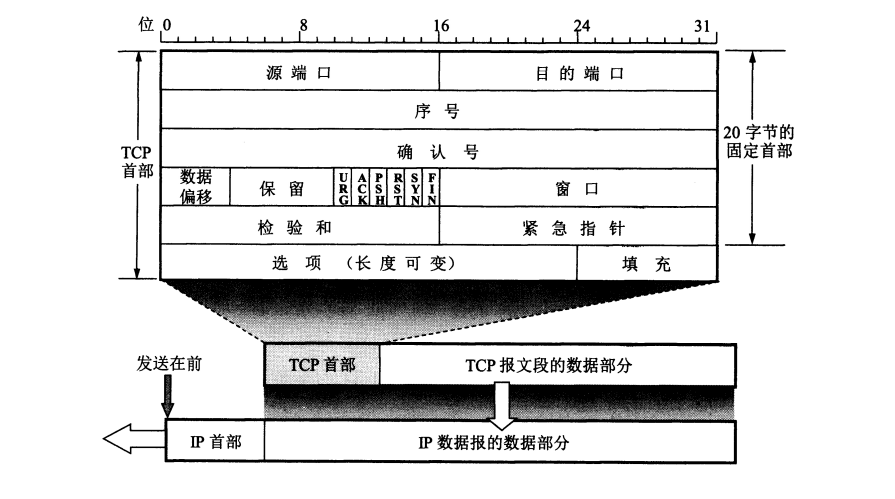 位 0 8 16 24 31
源端口 目的端口
序号
TCP
首部
确认号
20 字节的
固定首部
数据
偏移
保留
URG
ACK
PSH
RST
SYN
FIN
窗口
检验和 紧急指针
选项 (长度可变) 填充
发送在前
TCP 首部 TCP 报文段的数据部分
IP 首部 IP 数据报的数据部分